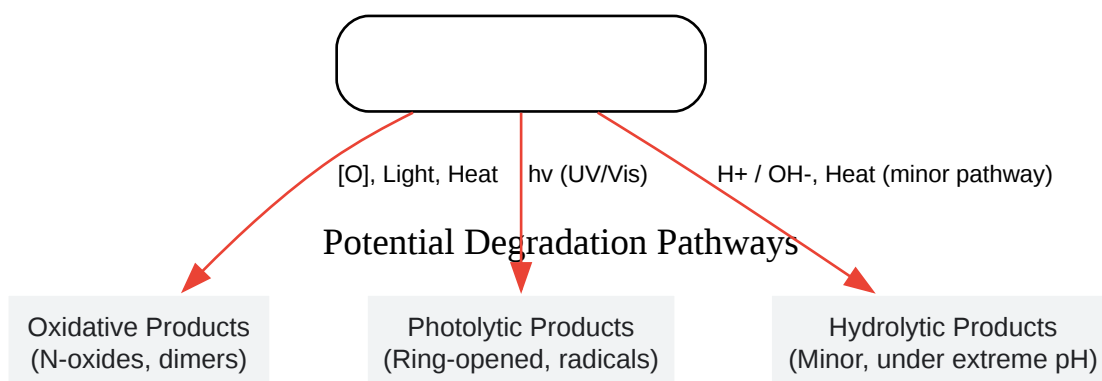 [O], Light, Heat
hv (UV/Vis)
H+ / OH-, Heat (minor pathway)
Potential Degradation Pathways
Oxidative Products
(N-oxides, dimers)
Photolytic Products
(Ring-opened, radicals)
Hydrolytic Products
(Minor, under extreme pH)